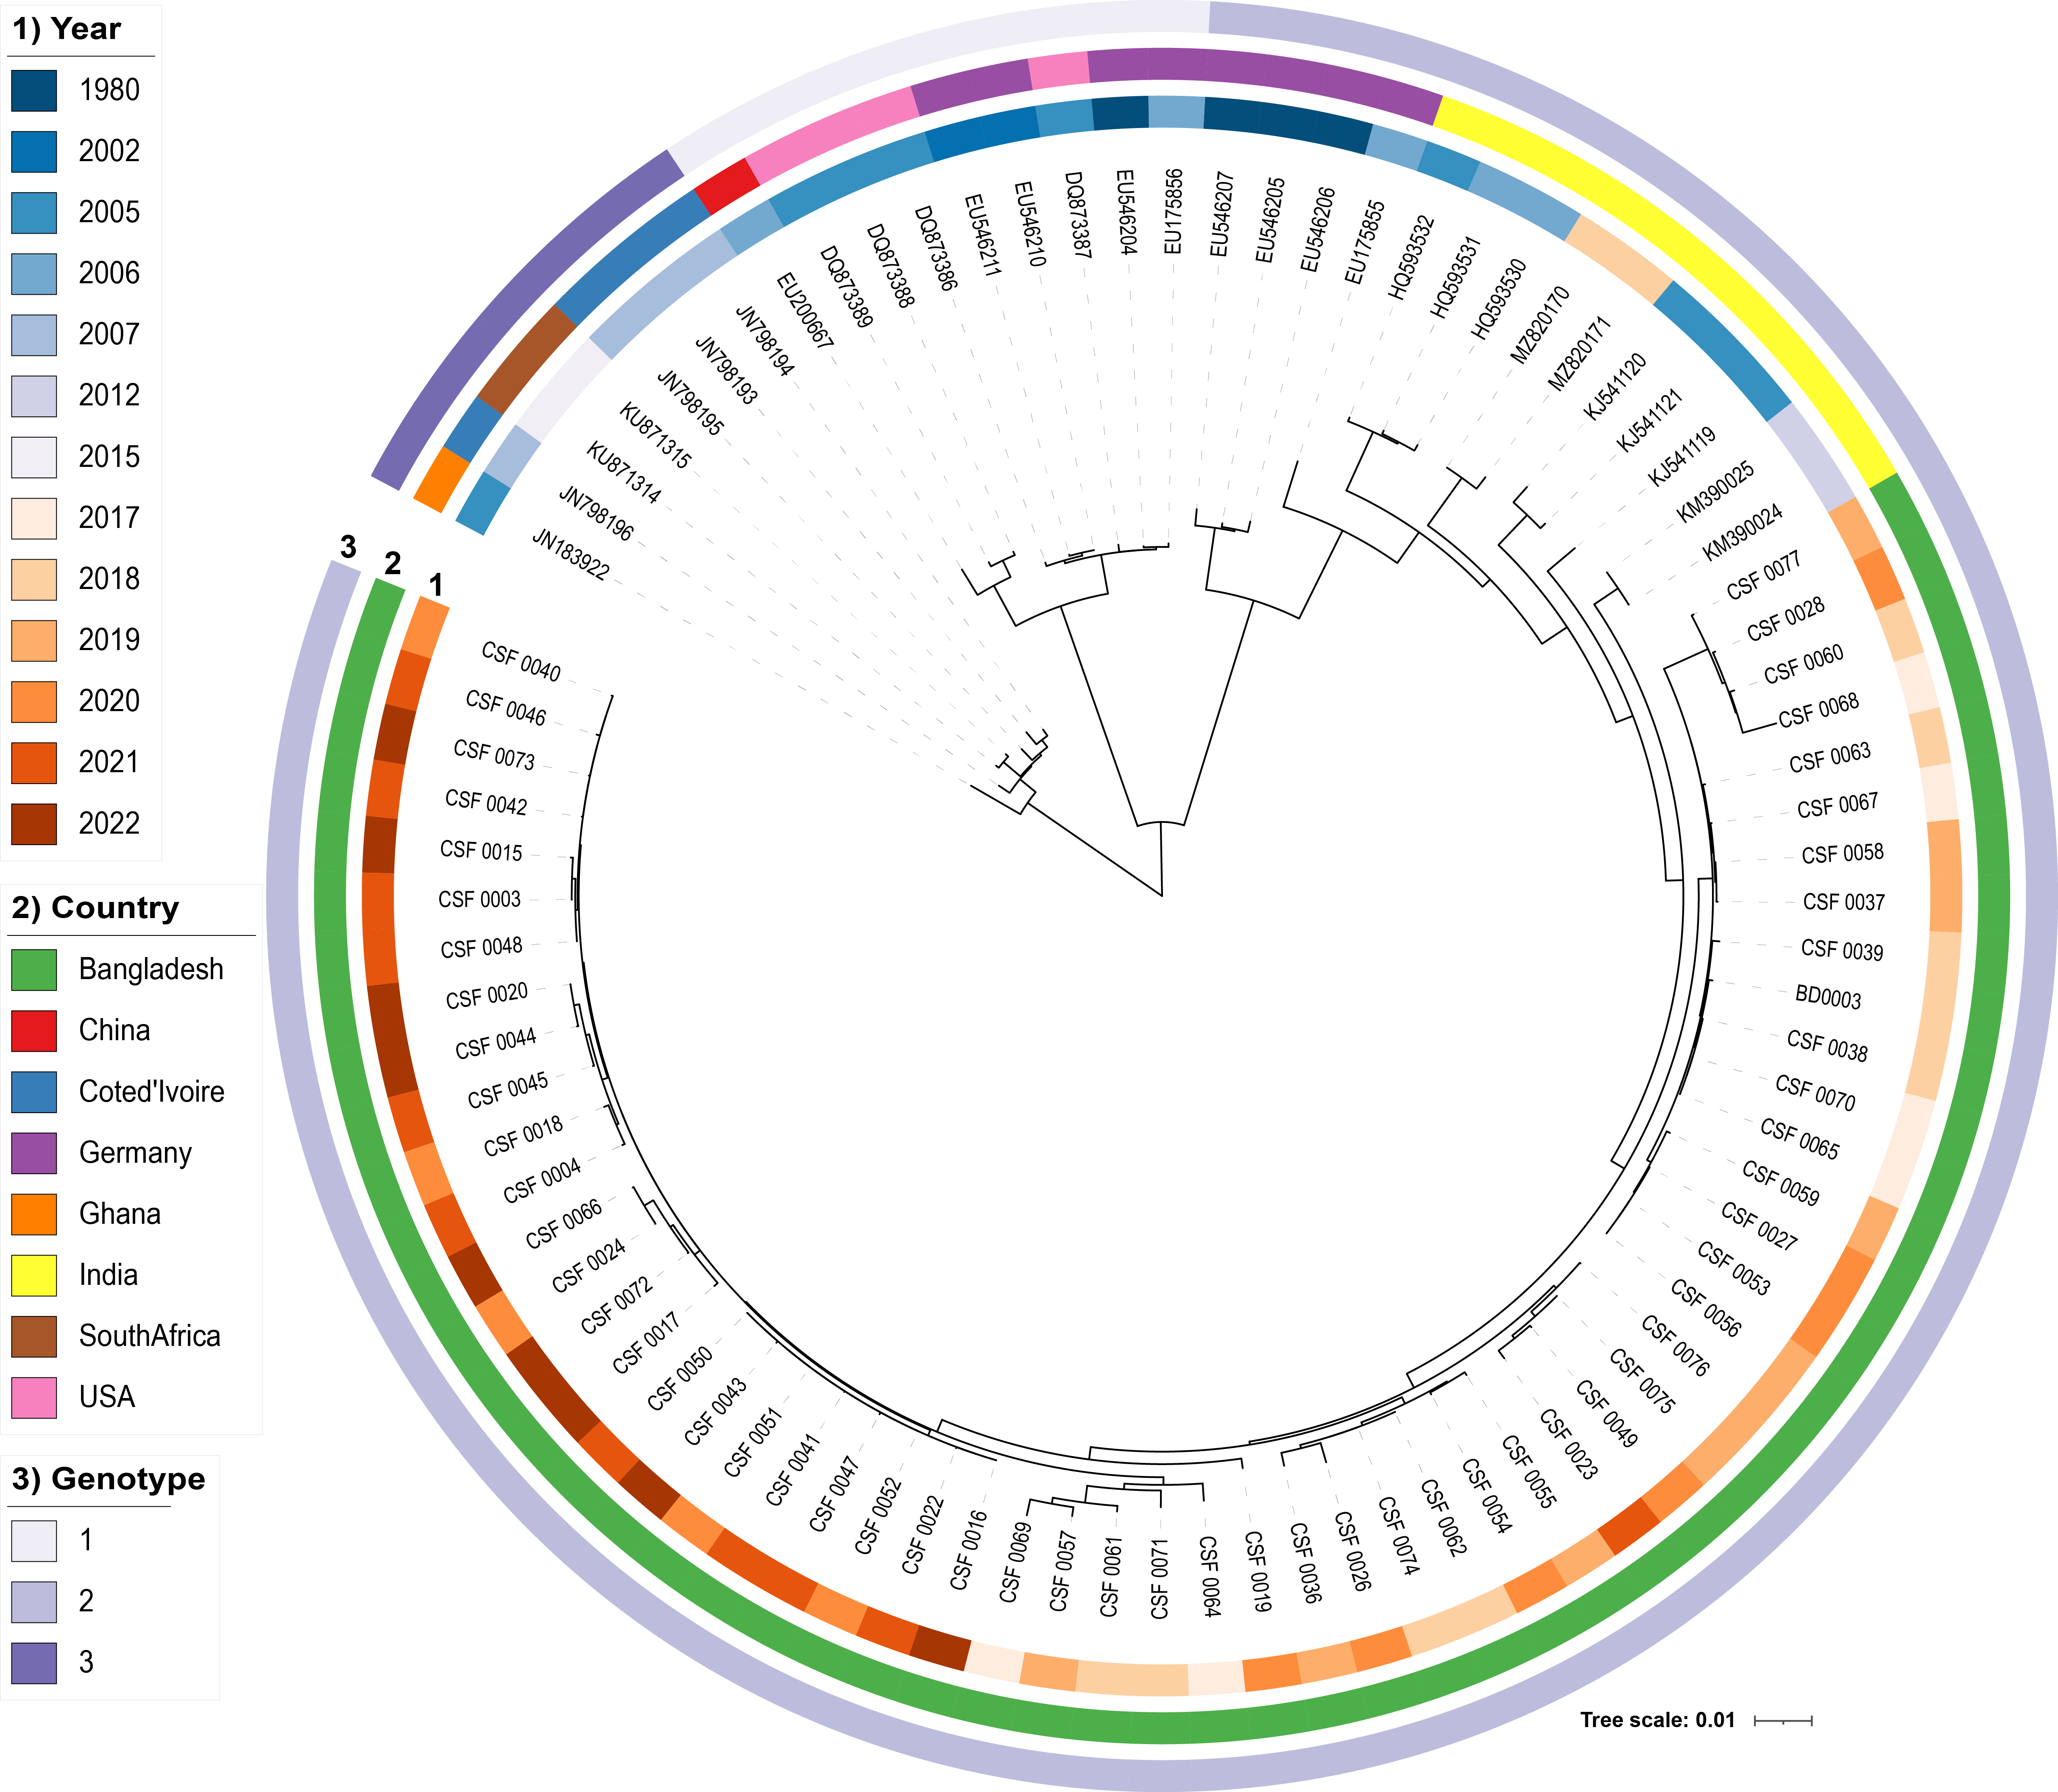 1) Year
1980
2002
2005
2006
2007
2012
2015
2017
2018
2019
2020
2021
2022
2) Country
Bangladesh
China
Coted'Ivoire
Germany
Ghana
India
SouthAfrica
USA
3) Genotype
1
2
3
3
2
1
JN183922
JN798196
KU871314
KU871315
JN798195
JN798193
JN798194
EU200667
DQ873389
DQ873388
DQ873386
EU546211
EU546210
DQ873387
EU546204
EU175856
EU546207
EU546205
EU546206
EU175855
HQ593532
HQ593531
HQ593530
MZ820170
MZ820171
KJ541120
KJ541121
KJ541119
KM390025
KM390024
CSF 0077
CSF 0028
CSF 0060
CSF 0068
CSF 0063
CSF 0067
CSF 0058
CSF 0037
CSF 0039
BD0003
CSF 0038
CSF 0070
CSF 0065
CSF 0059
CSF 0027
CSF 0053
CSF 0056
CSF 0076
CSF 0075
CSF 0049
CSF 0023
CSF 0055
CSF 0054
CSF 0062
CSF 0074
CSF 0026
CSF 0036
CSF 0019
CSF 0064
CSF 0071
CSF 0061
CSF 0057
CSF 0069
CSF 0016
CSF 0022
CSF 0052
CSF 0047
CSF 0041
CSF 0051
CSF 0043
CSF 0050
CSF 0017
CSF 0072
CSF 0024
CSF 0066
CSF 0004
CSF 0018
CSF 0045
CSF 0044
CSF 0020
CSF 0048
CSF 0003
CSF 0015
CSF 0042
CSF 0073
CSF 0046
CSF 0040
Tree scale: 0.01